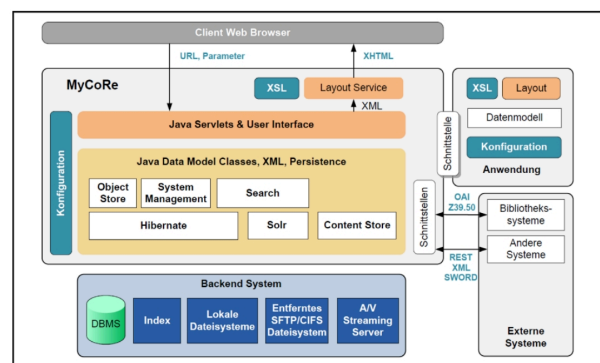 Client Web Browser
URL, Parameter
XHTML
MyCoRe
XSL
Layout Service
XML
Java Servlets & User Interface
Konfiguration
Java Data Model Classes, XML, Persistence
Object
Store
System
Management
Search
Hibernate
Solr
Content Store
Schnittstellen
Schnittstelle
XSL
Layout
Datenmodell
Konfiguration
Anwendung
OAI
Z39.50
REST
XML
SWORD
Bibliotheks-
systeme
Andere
Systeme
Externe
Systeme
Backend System
DBMS
Index
Lokale
Dateisysteme
Entferntes
SFTP/CIFS
Dateisystem
A/V
Streaming
Server